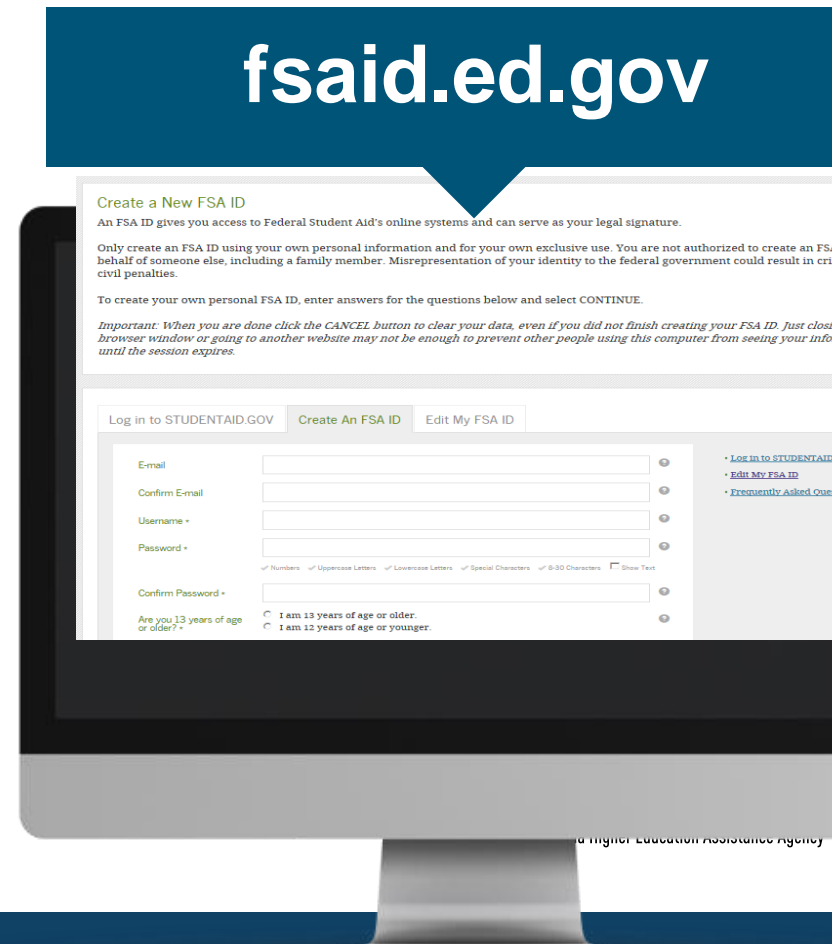 fsaid.ed.gov
Create a New FSA ID
An FSA ID gives you access to Federal Student Aid's online systems and can serve as your legal signature.
Only create an FSA ID using your own personal information and for your own exclusive use. You are not authorized to create an FSA
behalf of someone else, including a family member. Misrepresentation of your identity to the federal government could result in cri
civil penalties.
To create your own personal FSA ID, enter answers for the questions below and select CONTINUE.
Important: When you are done click the CANCEL button to clear your data, even if you did not finish creating your FSA ID. Just closi
browser window or going to another website may not be enough to prevent other people using this computer from seeing your info
until the session expires.
Log in to STUDENTAID.GOV Create An FSA ID Edit My FSA ID
E-mail
• Log in to STUDENTAID
• Edit My FSA ID
Confirm E-mail
• Frequently Asked Que
Username *
Password *
Numbers Uppercase Letters Lowercase Letters Special Characters 8-30 Characters Show Text
Confirm Password *
Are you 13 years of age
or older? *
I am 13 years of age or older.
I am 12 years of age or younger.
Higher Education Assistance Agency